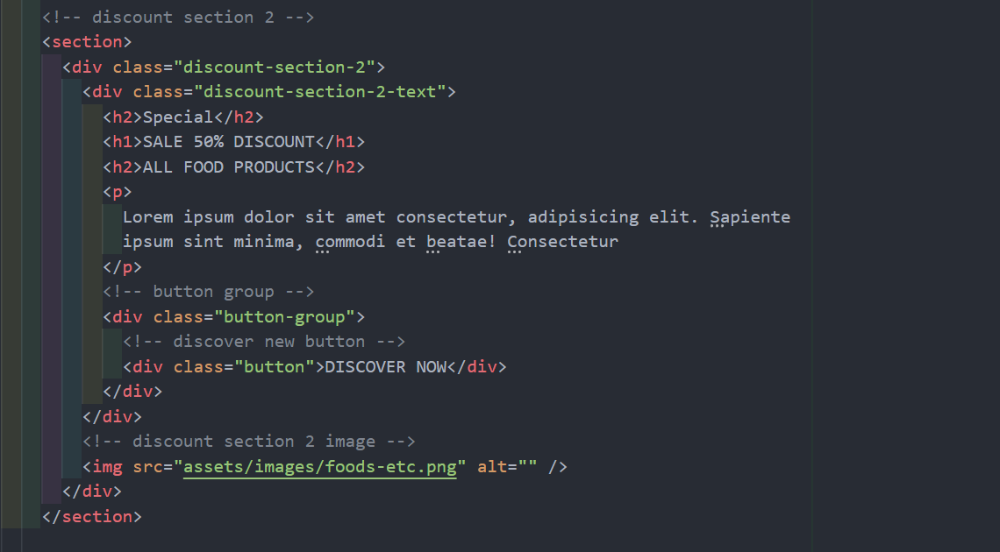 <!-- discount section 2 -->
<section>
<div class="discount-section-2">
<div class="discount-section-2-text">
<h2>Special</h2>
<h1>SALE 50% DISCOUNT</h1>
<h2>ALL FOOD PRODUCTS</h2>
<p>
Lorem ipsum dolor sit amet consectetur, adipisicing elit. Sapiente
ipsum sint minima, commodi et beatae! Consectetur
</p>
<!-- button group -->
<div class="button-group">
<!-- discover new button -->
<div class="button">DISCOVER NOW</div>
</div>
</div>
<!-- discount section 2 image -->
<img src="assets/images/foods-etc.png" alt="" />
</div>
</section>